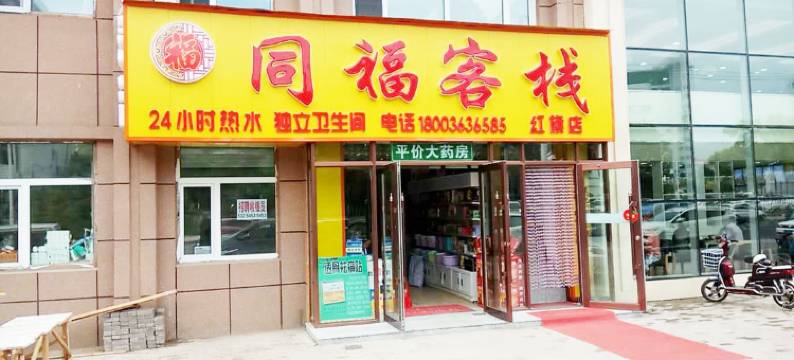 福
同福客栈
24小时热水 独立卫生间 电话18003636585 红旗店
平价大药房